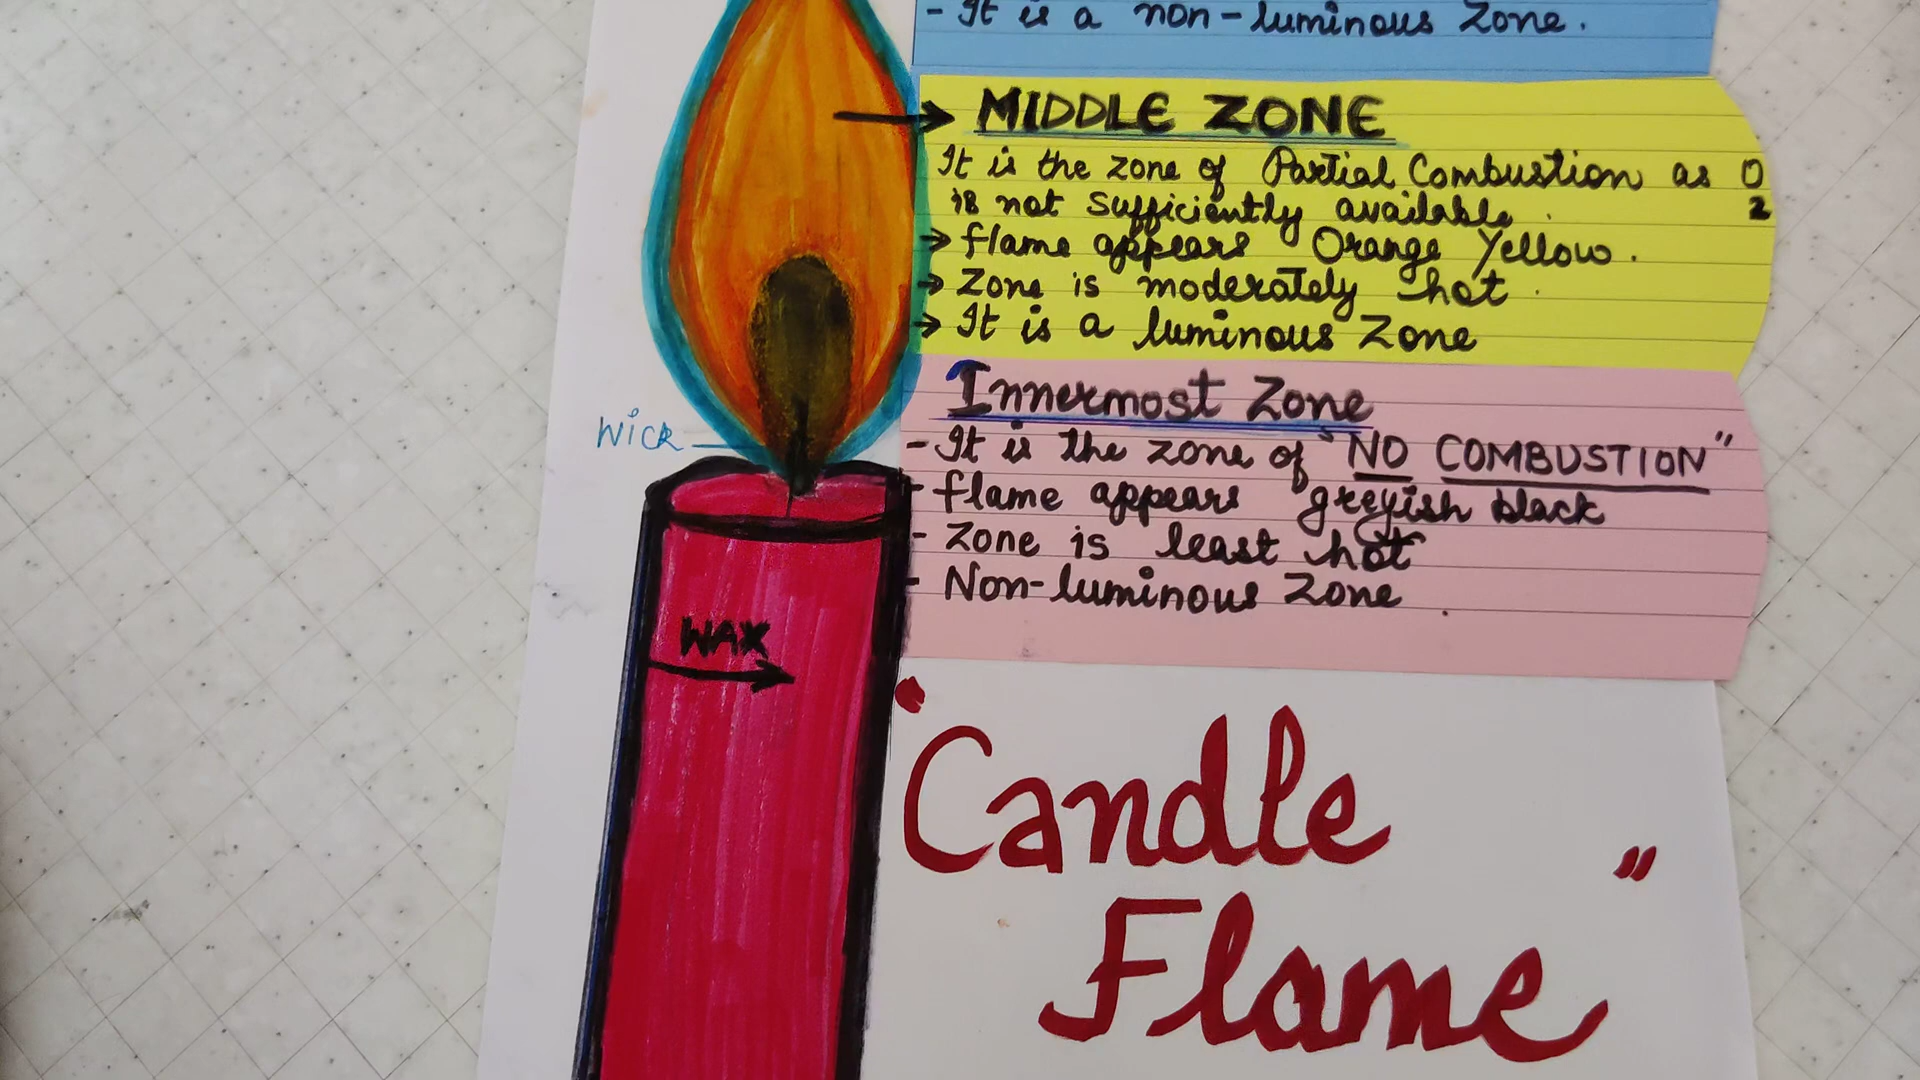 - It is a non-luminous Zone.
MIDDLE ZONE
It is the zone of Partial Combustion as O2
is not sufficiently available.
→ flame appears Orange Yellow.
→ Zone is moderately hot.
→ It is a luminous Zone
Innermost Zone
- It is the zone of "NO COMBUSTION"
- flame appears greyish black
- Zone is least hot
- Non-luminous Zone
Wick
WAX
"Candle
Flame"